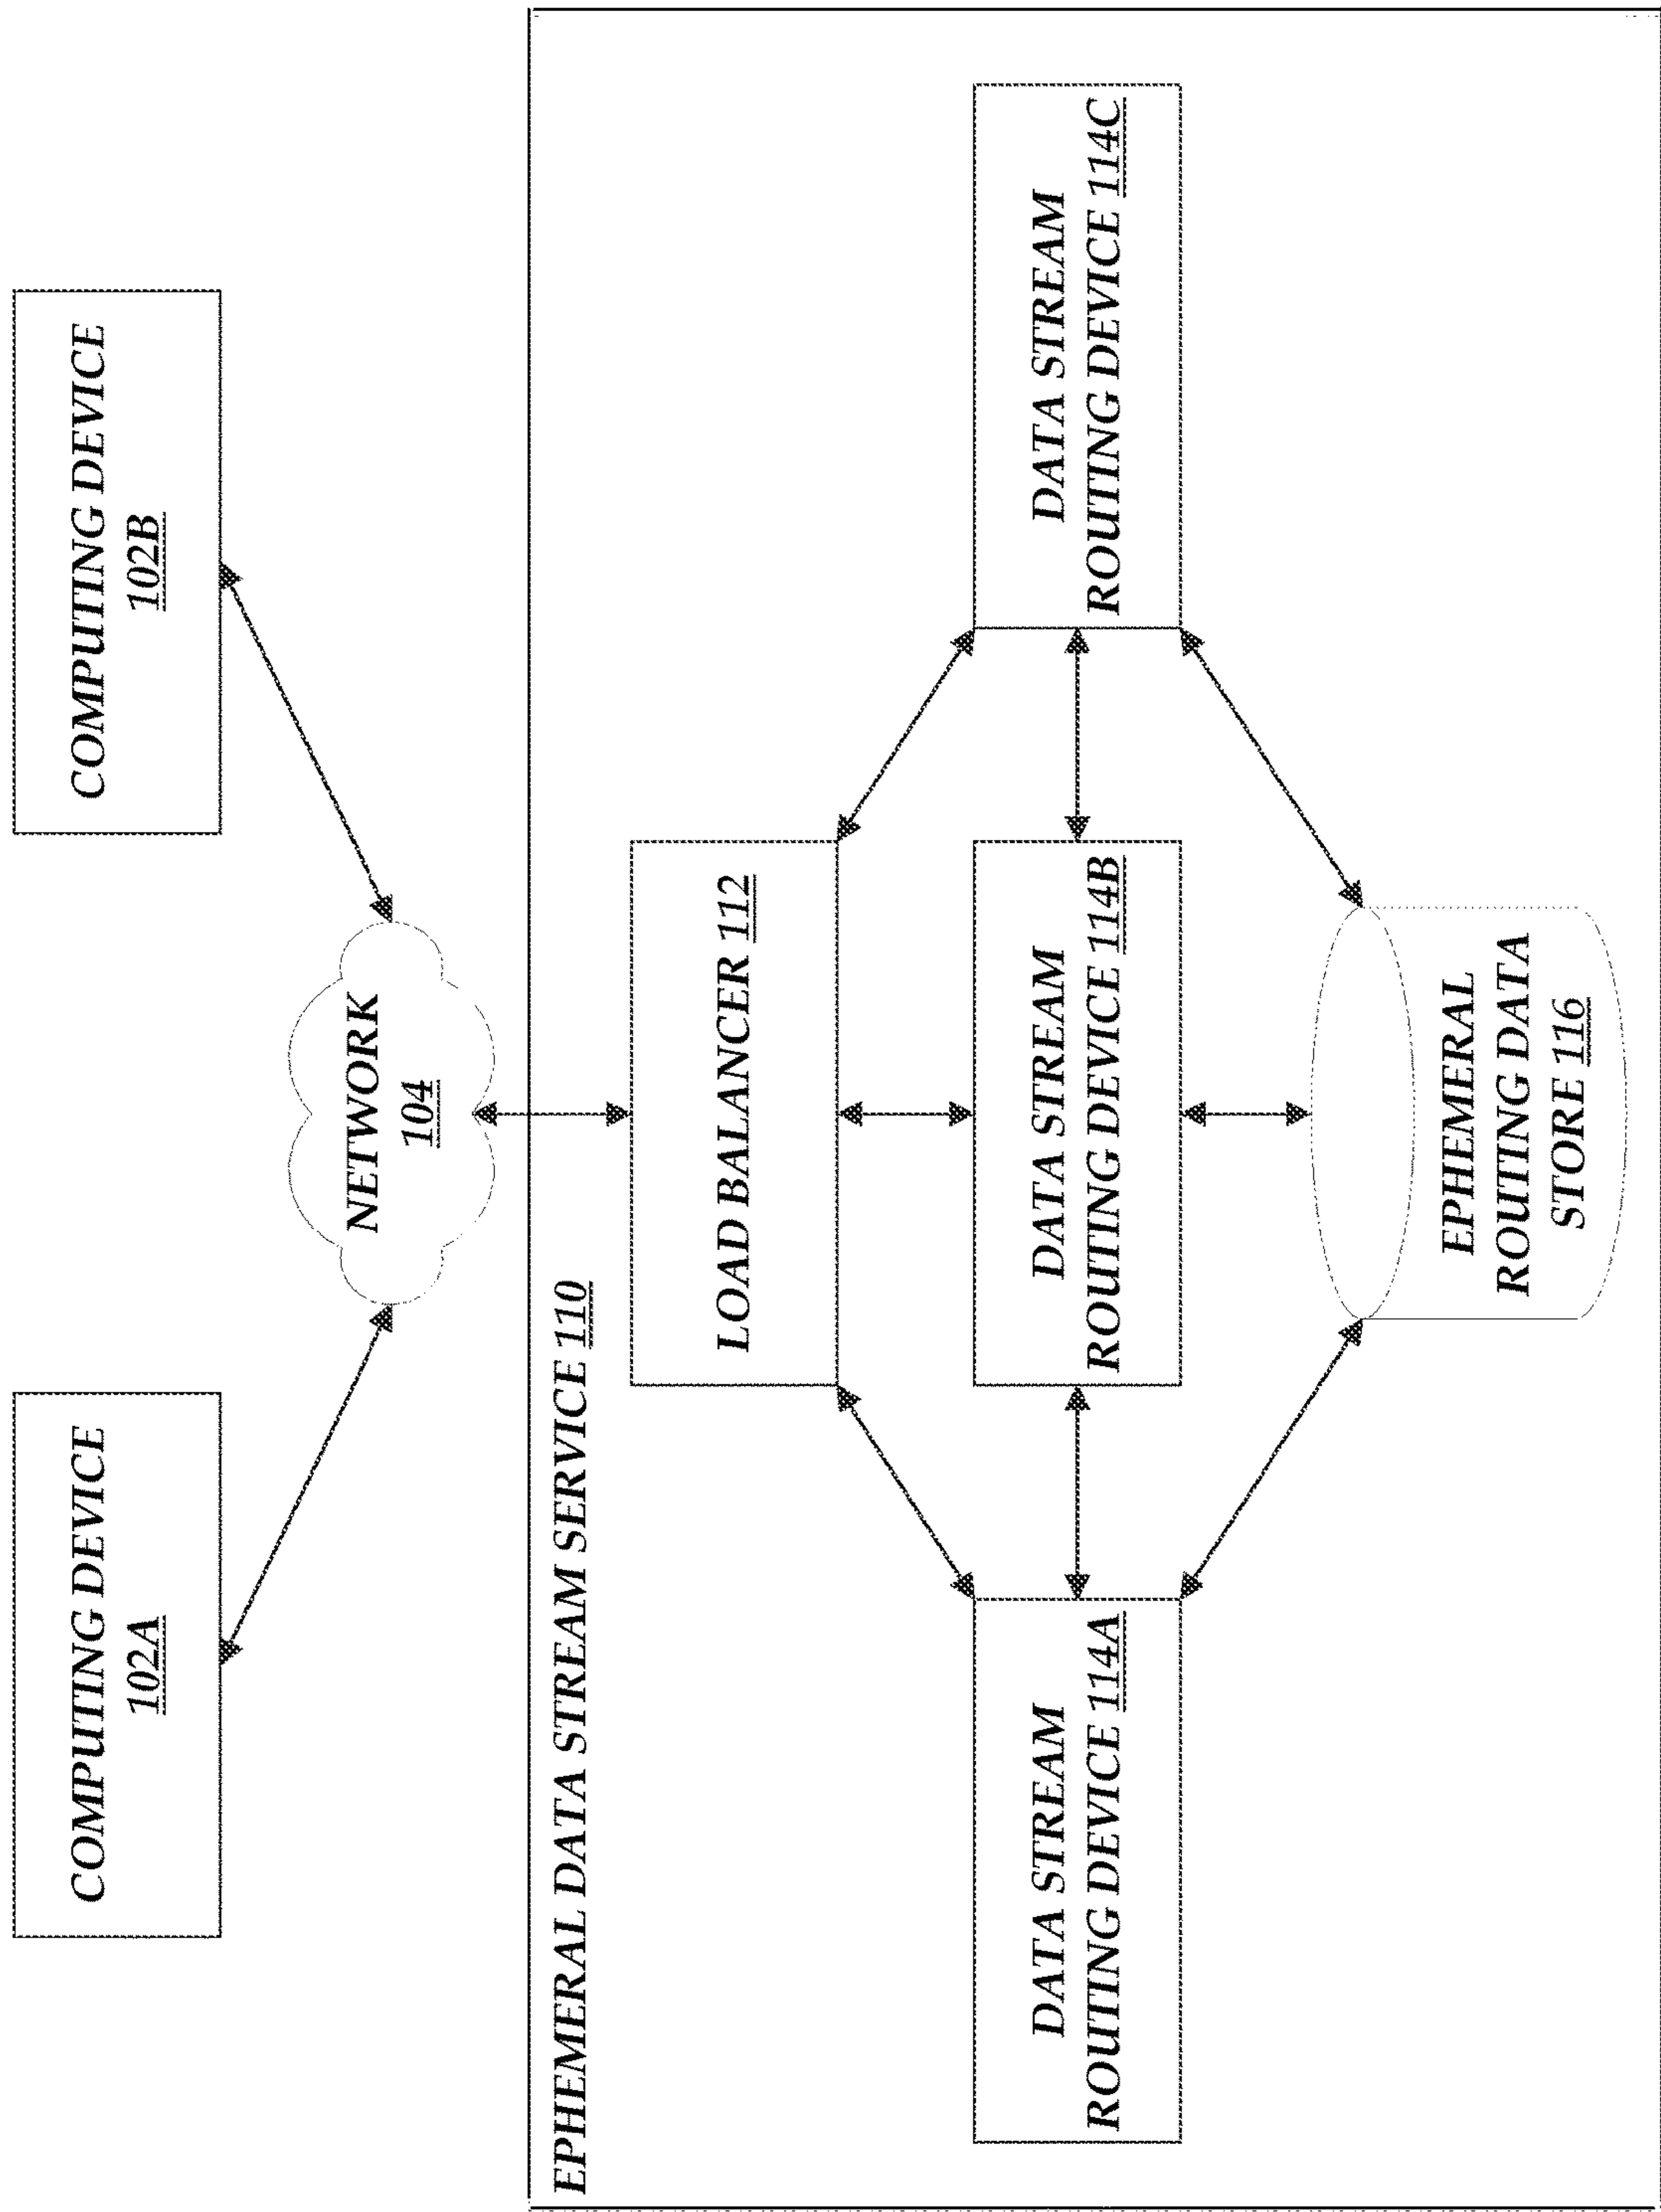 COMPUTING DEVICE
102A
COMPUTING DEVICE
102B
NETWORK
104
EPHEMERAL DATA STREAM SERVICE 110
LOAD BALANCER 112
DATA STREAM
ROUTING DEVICE 114A
DATA STREAM
ROUTING DEVICE 114B
DATA STREAM
ROUTING DEVICE 114C
EPHEMERAL
ROUTING DATA
STORE 116